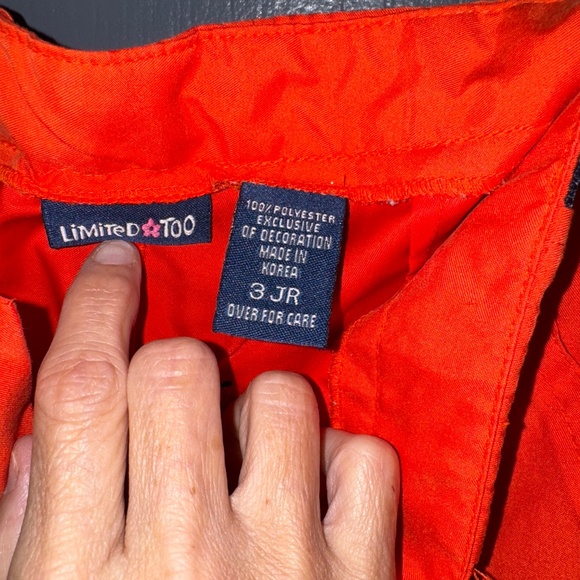 LiMiTeD TOO
100% POLYESTER
EXCLUSIVE
OF DECORATION
MADE IN
KOREA
3 JR
OVER FOR CARE